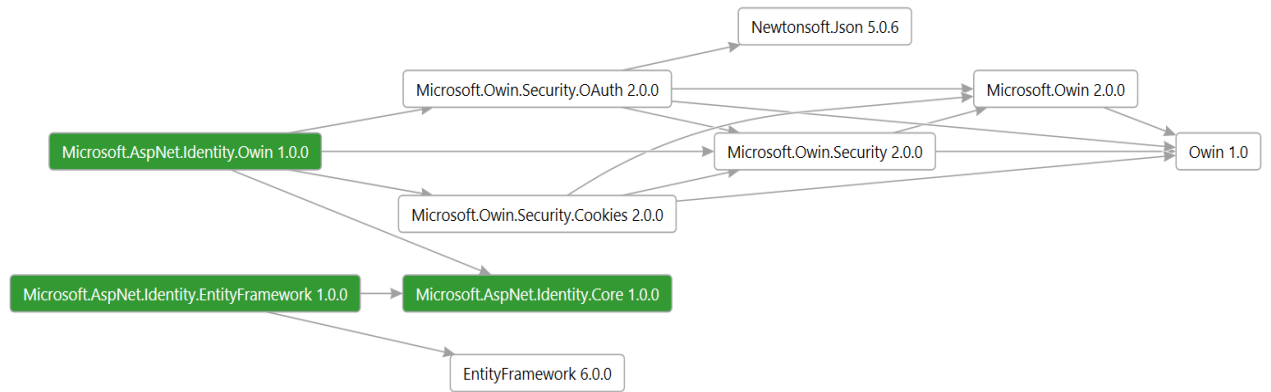 Newtonsoft.Json 5.0.6
Microsoft.Owin.Security.OAuth 2.0.0
Microsoft.Owin 2.0.0
Microsoft.AspNet.Identity.Owin 1.0.0
Microsoft.Owin.Security 2.0.0
Owin 1.0
Microsoft.Owin.Security.Cookies 2.0.0
Microsoft.AspNet.Identity.EntityFramework 1.0.0
Microsoft.AspNet.Identity.Core 1.0.0
EntityFramework 6.0.0